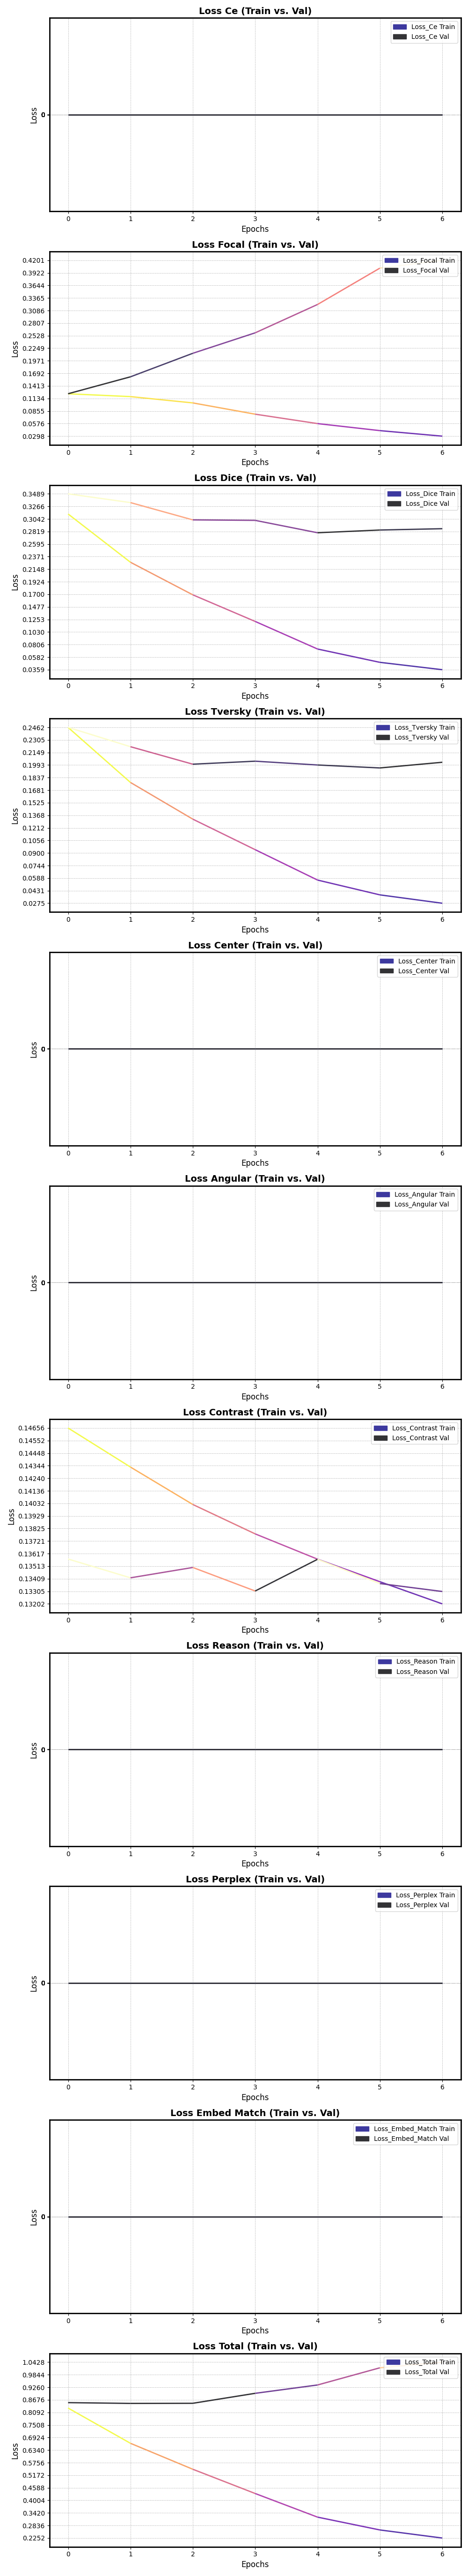 Loss Ce (Train vs. Val)
Loss_Ce Train
Loss_Ce Val
Loss
0
0 1 2 3 4 5 6
Epochs
Loss Focal (Train vs. Val)
Loss_Focal Train
Loss_Focal Val
Loss
0.4201
0.3922
0.3644
0.3365
0.3086
0.2807
0.2528
0.2249
0.1971
0.1692
0.1413
0.1134
0.0855
0.0576
0.0298
0 1 2 3 4 5 6
Epochs
Loss Dice (Train vs. Val)
Loss_Dice Train
Loss_Dice Val
Loss
0.3489
0.3266
0.3042
0.2819
0.2595
0.2371
0.2148
0.1924
0.1700
0.1477
0.1253
0.1030
0.0806
0.0582
0.0359
0 1 2 3 4 5 6
Epochs
Loss Tversky (Train vs. Val)
Loss_Tversky Train
Loss_Tversky Val
Loss
0.2462
0.2305
0.2149
0.1993
0.1837
0.1681
0.1525
0.1368
0.1212
0.1056
0.0900
0.0744
0.0588
0.0431
0.0275
0 1 2 3 4 5 6
Epochs
Loss Center (Train vs. Val)
Loss_Center Train
Loss_Center Val
Loss
0
0 1 2 3 4 5 6
Epochs
Loss Angular (Train vs. Val)
Loss_Angular Train
Loss_Angular Val
Loss
0
0 1 2 3 4 5 6
Epochs
Loss Contrast (Train vs. Val)
Loss_Contrast Train
Loss_Contrast Val
Loss
0.14656
0.14552
0.14448
0.14344
0.14240
0.14136
0.14032
0.13929
0.13825
0.13721
0.13617
0.13513
0.13409
0.13305
0.13202
0 1 2 3 4 5 6
Epochs
Loss Reason (Train vs. Val)
Loss_Reason Train
Loss_Reason Val
Loss
0
0 1 2 3 4 5 6
Epochs
Loss Perplex (Train vs. Val)
Loss_Perplex Train
Loss_Perplex Val
Loss
0
0 1 2 3 4 5 6
Epochs
Loss Embed Match (Train vs. Val)
Loss_Embed_Match Train
Loss_Embed_Match Val
Loss
0
0 1 2 3 4 5 6
Epochs
Loss Total (Train vs. Val)
Loss_Total Train
Loss_Total Val
Loss
1.0428
0.9844
0.9260
0.8676
0.8092
0.7508
0.6924
0.6340
0.5756
0.5172
0.4588
0.4004
0.3420
0.2836
0.2252
0 1 2 3 4 5 6
Epochs